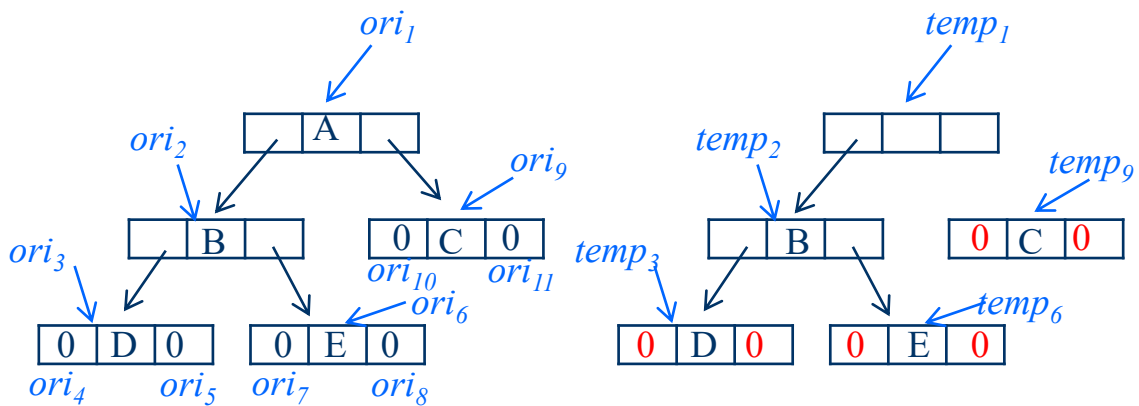 ori₁ temp₁
A
ori₂ ori₉ temp₂ temp₉
B 0 C 0 B 0 C 0
ori₃ ori₁₀ ori₁₁ temp₃
ori₆ temp₆
0 D 0 0 E 0 0 D 0 0 E 0
ori₄ ori₅ ori₇ ori₈